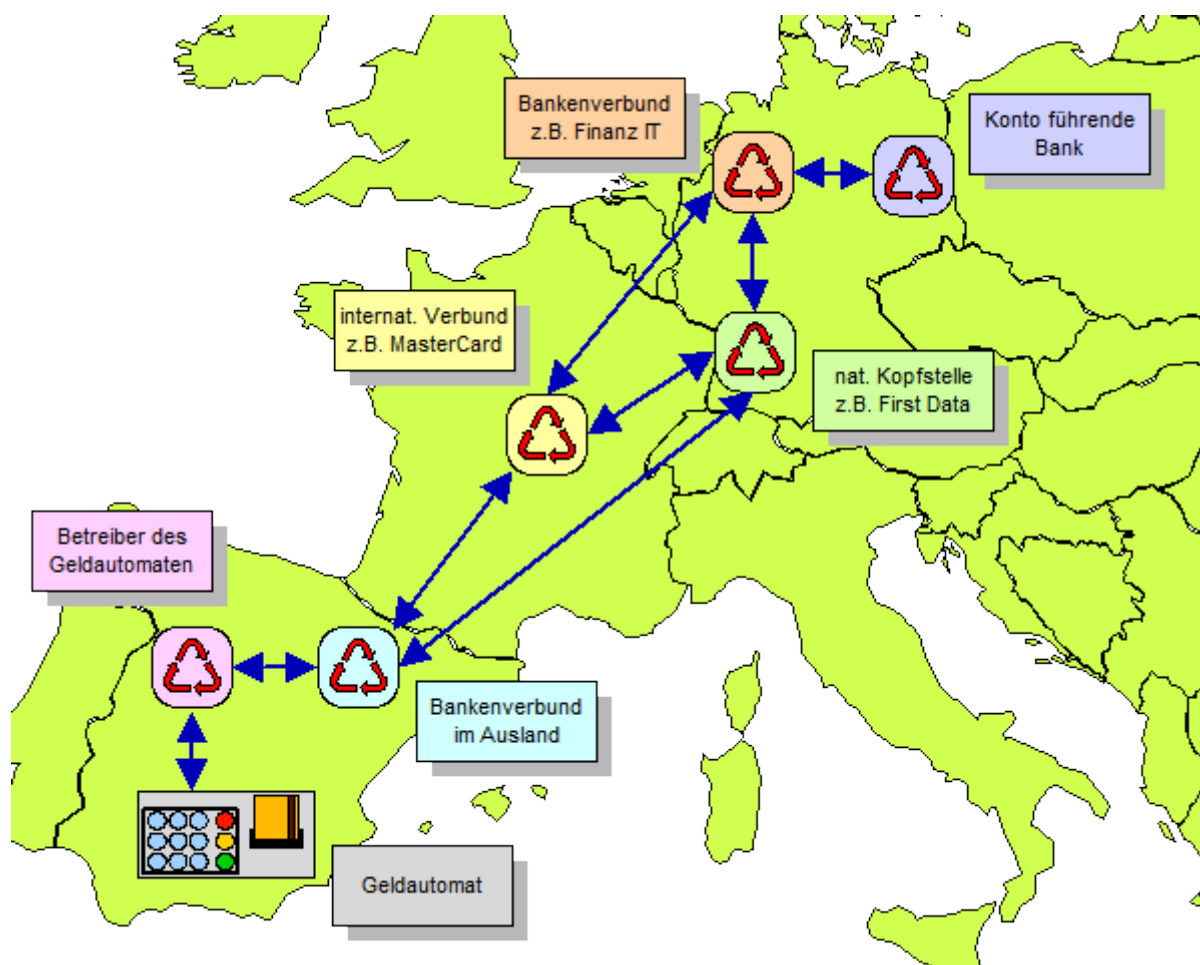 Bankenverbund
z.B. Finanz IT
Konto führende
Bank
internat. Verbund
z.B. MasterCard
nat. Kopfstelle
z.B. First Data
Betreiber des
Geldautomaten
Bankenverbund
im Ausland
Geldautomat